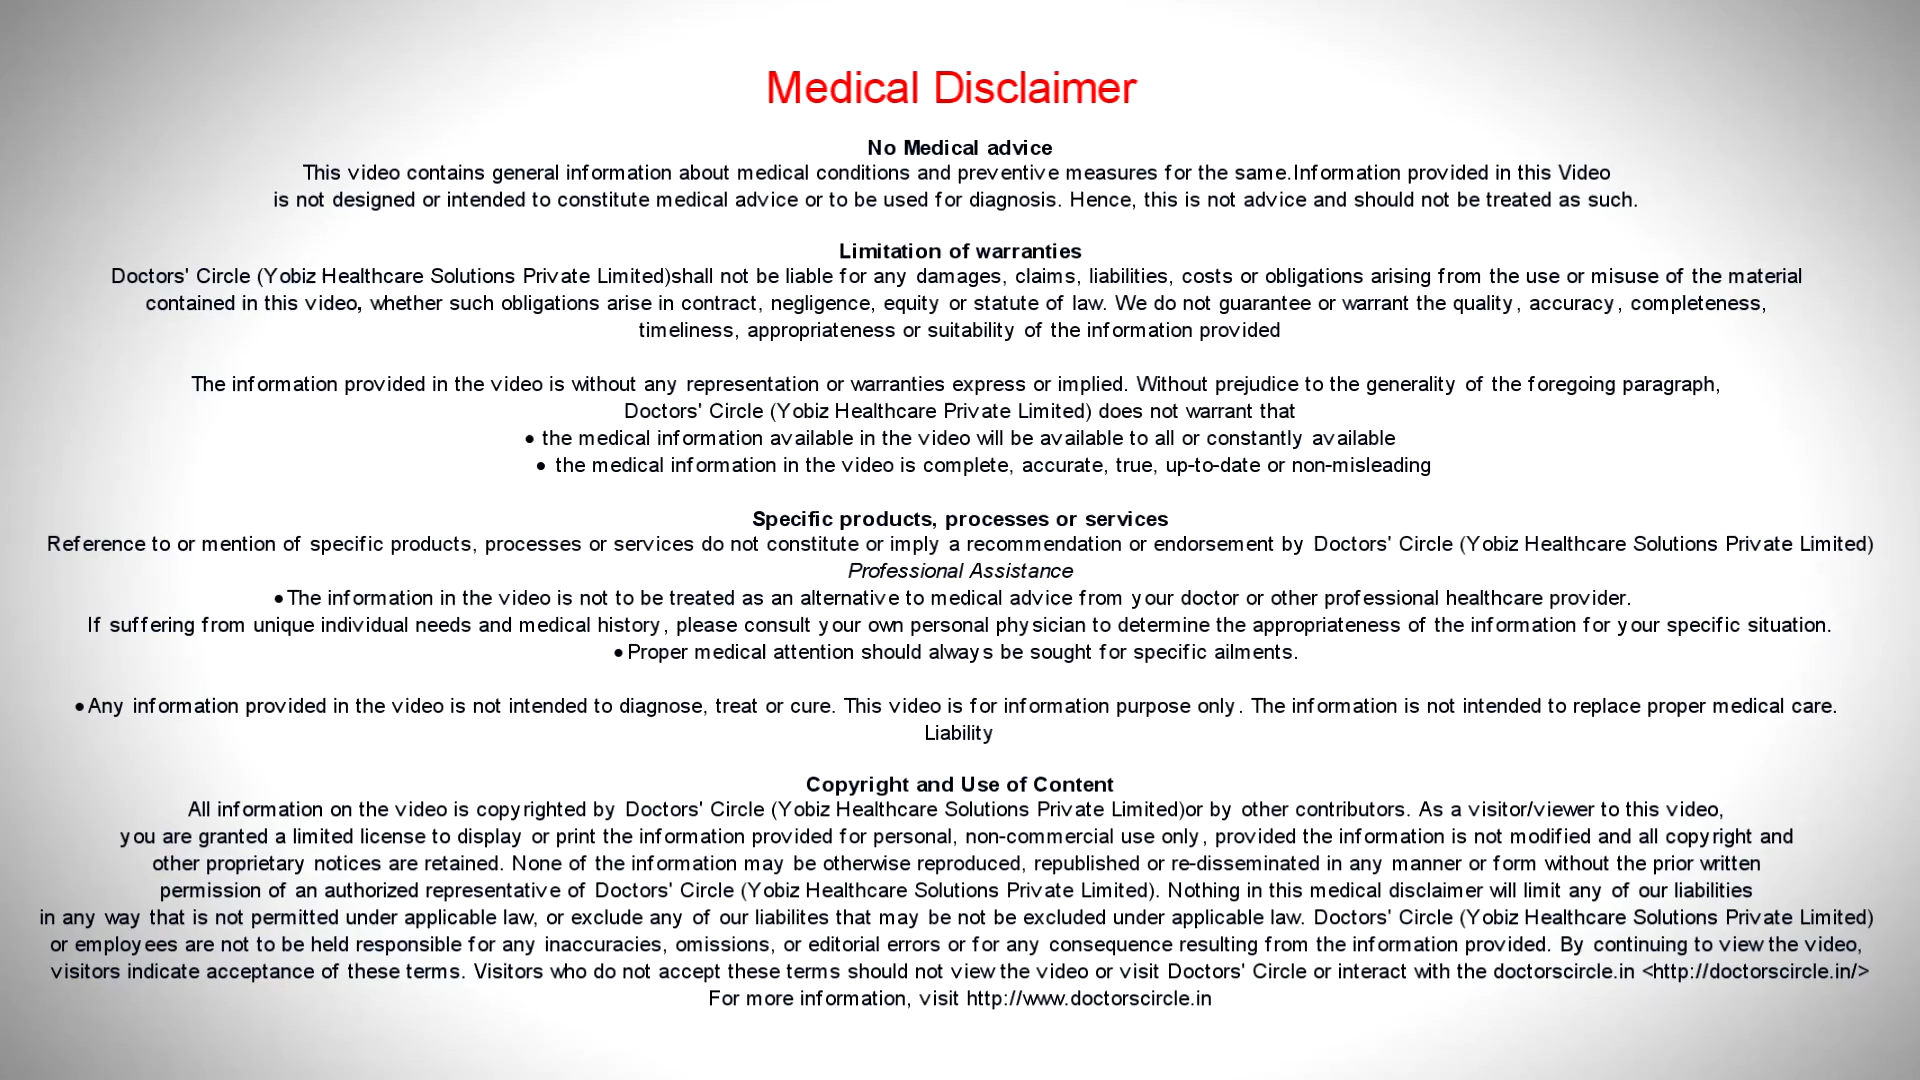 Medical Disclaimer
No Medical advice
This video contains general information about medical conditions and preventive measures for the same.Information provided in this Video
is not designed or intended to constitute medical advice or to be used for diagnosis. Hence, this is not advice and should not be treated as such.
Limitation of warranties
Doctors' Circle (Yobiz Healthcare Solutions Private Limited)shall not be liable for any damages, claims, liabilities, costs or obligations arising from the use or misuse of the material
contained in this video, whether such obligations arise in contract, negligence, equity or statute of law. We do not guarantee or warrant the quality, accuracy, completeness,
timeliness, appropriateness or suitability of the information provided
The information provided in the video is without any representation or warranties express or implied. Without prejudice to the generality of the foregoing paragraph,
Doctors' Circle (Yobiz Healthcare Private Limited) does not warrant that
● the medical information available in the video will be available to all or constantly available
● the medical information in the video is complete, accurate, true, up-to-date or non-misleading
Specific products, processes or services
Reference to or mention of specific products, processes or services do not constitute or imply a recommendation or endorsement by Doctors' Circle (Yobiz Healthcare Solutions Private Limited)
Professional Assistance
●The information in the video is not to be treated as an alternative to medical advice from your doctor or other professional healthcare provider.
If suffering from unique individual needs and medical history, please consult your own personal physician to determine the appropriateness of the information for your specific situation.
●Proper medical attention should always be sought for specific ailments.
●Any information provided in the video is not intended to diagnose, treat or cure. This video is for information purpose only. The information is not intended to replace proper medical care.
Liability
Copyright and Use of Content
All information on the video is copyrighted by Doctors' Circle (Yobiz Healthcare Solutions Private Limited)or by other contributors. As a visitor/viewer to this video,
you are granted a limited license to display or print the information provided for personal, non-commercial use only, provided the information is not modified and all copyright and
other proprietary notices are retained. None of the information may be otherwise reproduced, republished or re-disseminated in any manner or form without the prior written
permission of an authorized representative of Doctors' Circle (Yobiz Healthcare Solutions Private Limited). Nothing in this medical disclaimer will limit any of our liabilities
in any way that is not permitted under applicable law, or exclude any of our liabilites that may be not be excluded under applicable law. Doctors' Circle (Yobiz Healthcare Solutions Private Limited)
or employees are not to be held responsible for any inaccuracies, omissions, or editorial errors or for any consequence resulting from the information provided. By continuing to view the video,
visitors indicate acceptance of these terms. Visitors who do not accept these terms should not view the video or visit Doctors' Circle or interact with the doctorscircle.in <http://doctorscircle.in/>
For more information, visit http://www.doctorscircle.in